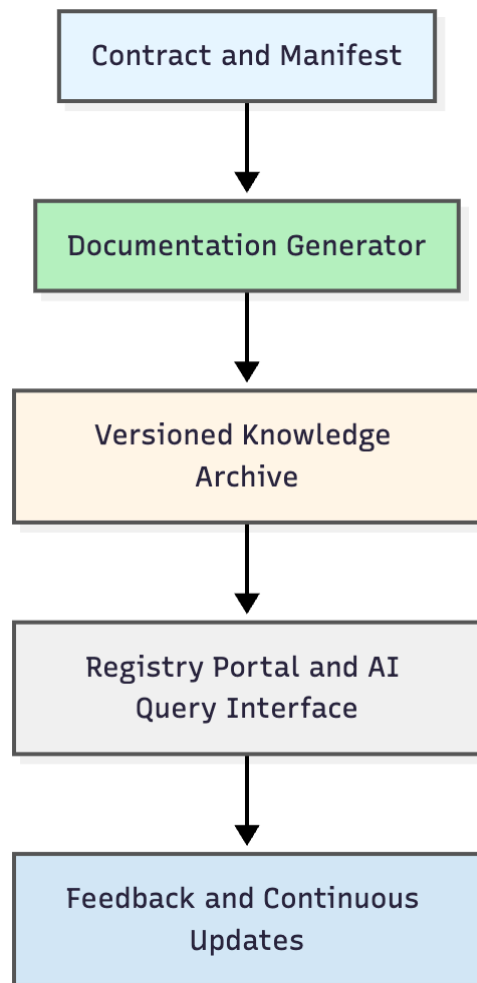 Contract and Manifest
Documentation Generator
Versioned Knowledge
Archive
Registry Portal and AI
Query Interface
Feedback and Continuous
Updates